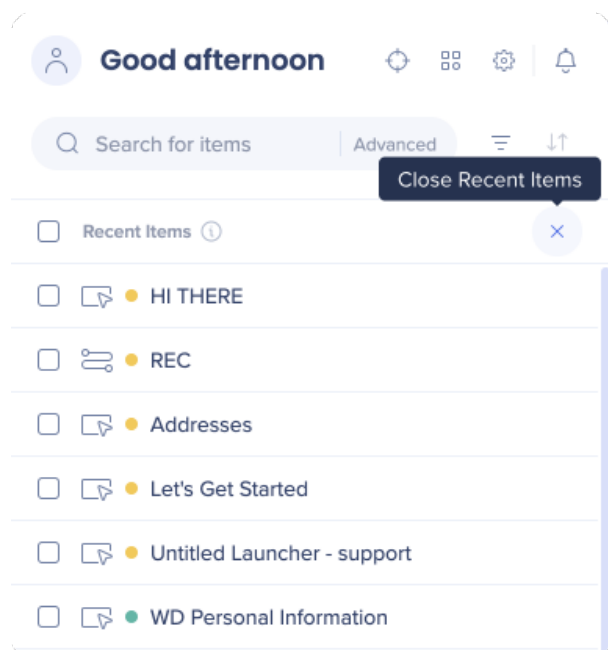 Good afternoon
Search for items Advanced
Close Recent Items
Recent Items
HI THERE
REC
Addresses
Let's Get Started
Untitled Launcher - support
WD Personal Information